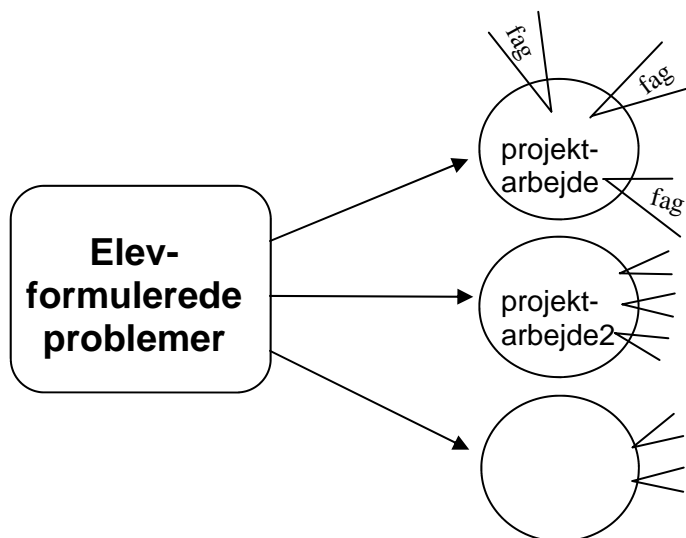 Elev-
formulerede
problemer
fag
fag
projekt-
arbejde
fag
projekt-
arbejde2